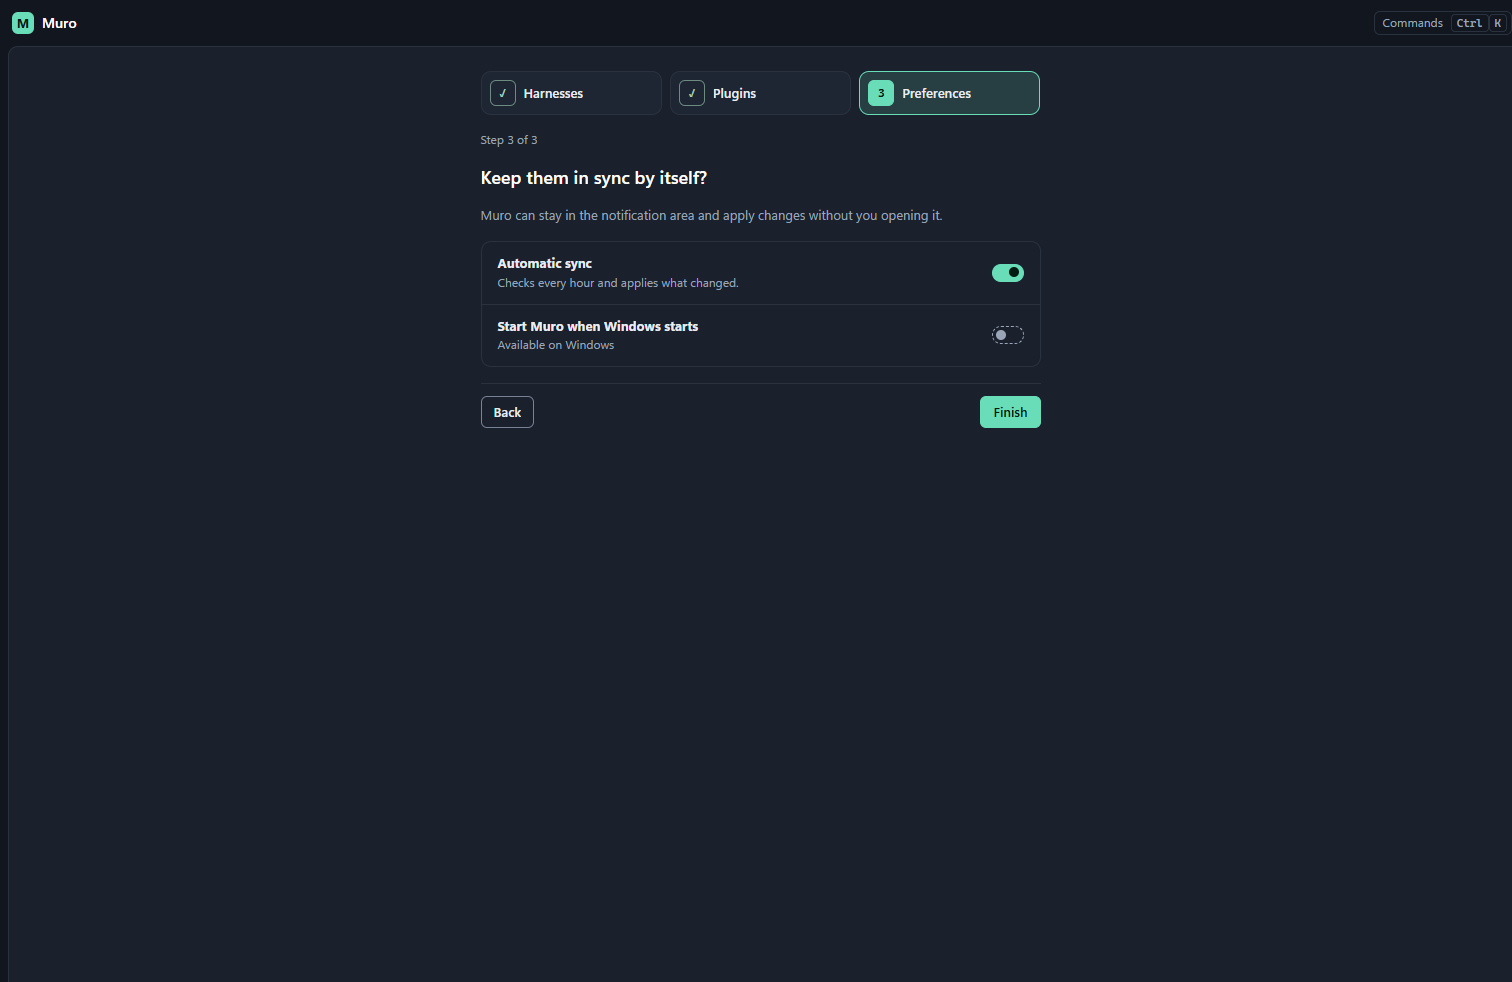 M Muro
Commands Ctrl K
✓ Harnesses
✓ Plugins
3 Preferences
Step 3 of 3
Keep them in sync by itself?
Muro can stay in the notification area and apply changes without you opening it.
Automatic sync
Checks every hour and applies what changed.
Start Muro when Windows starts
Available on Windows
Back
Finish